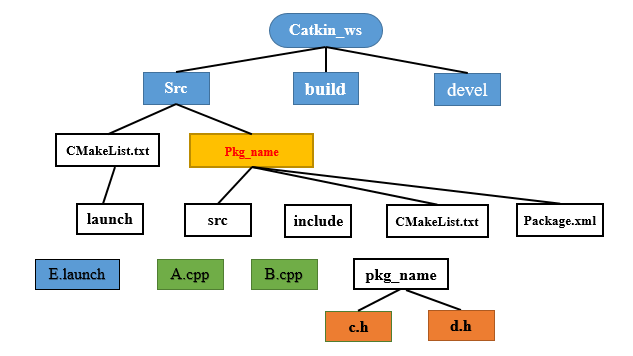 Catkin_ws
Src
build
devel
CMakeList.txt
Pkg_name
launch
src
include
CMakeList.txt
Package.xml
E.launch
A.cpp
B.cpp
pkg_name
c.h
d.h